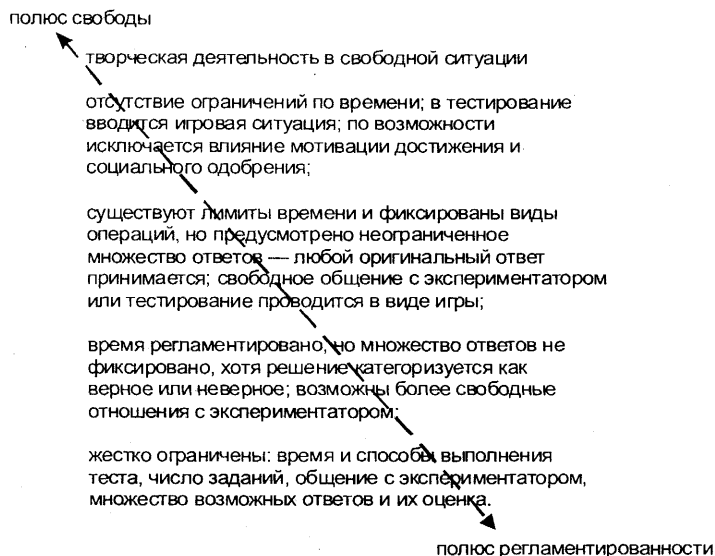 полюс свободы
творческая деятельность в свободной ситуации
отсутствие ограничений по времени; в тестирование
вводится игровая ситуация; по возможности
исключается влияние мотивации достижения и
социального одобрения;
существуют лимиты времени и фиксированы виды
операций, но предусмотрено неограниченное
множество ответов — любой оригинальный ответ
принимается; свободное общение с экспериментатором
или тестирование проводится в виде игры;
время регламентировано, но множество ответов не
фиксировано, хотя решение категоризуется как
верное или неверное; возможны более свободные
отношения с экспериментатором;
жестко ограничены: время и способы выполнения
теста, число заданий, общение с экспериментатором,
множество возможных ответов и их оценка.
полюс регламентированности